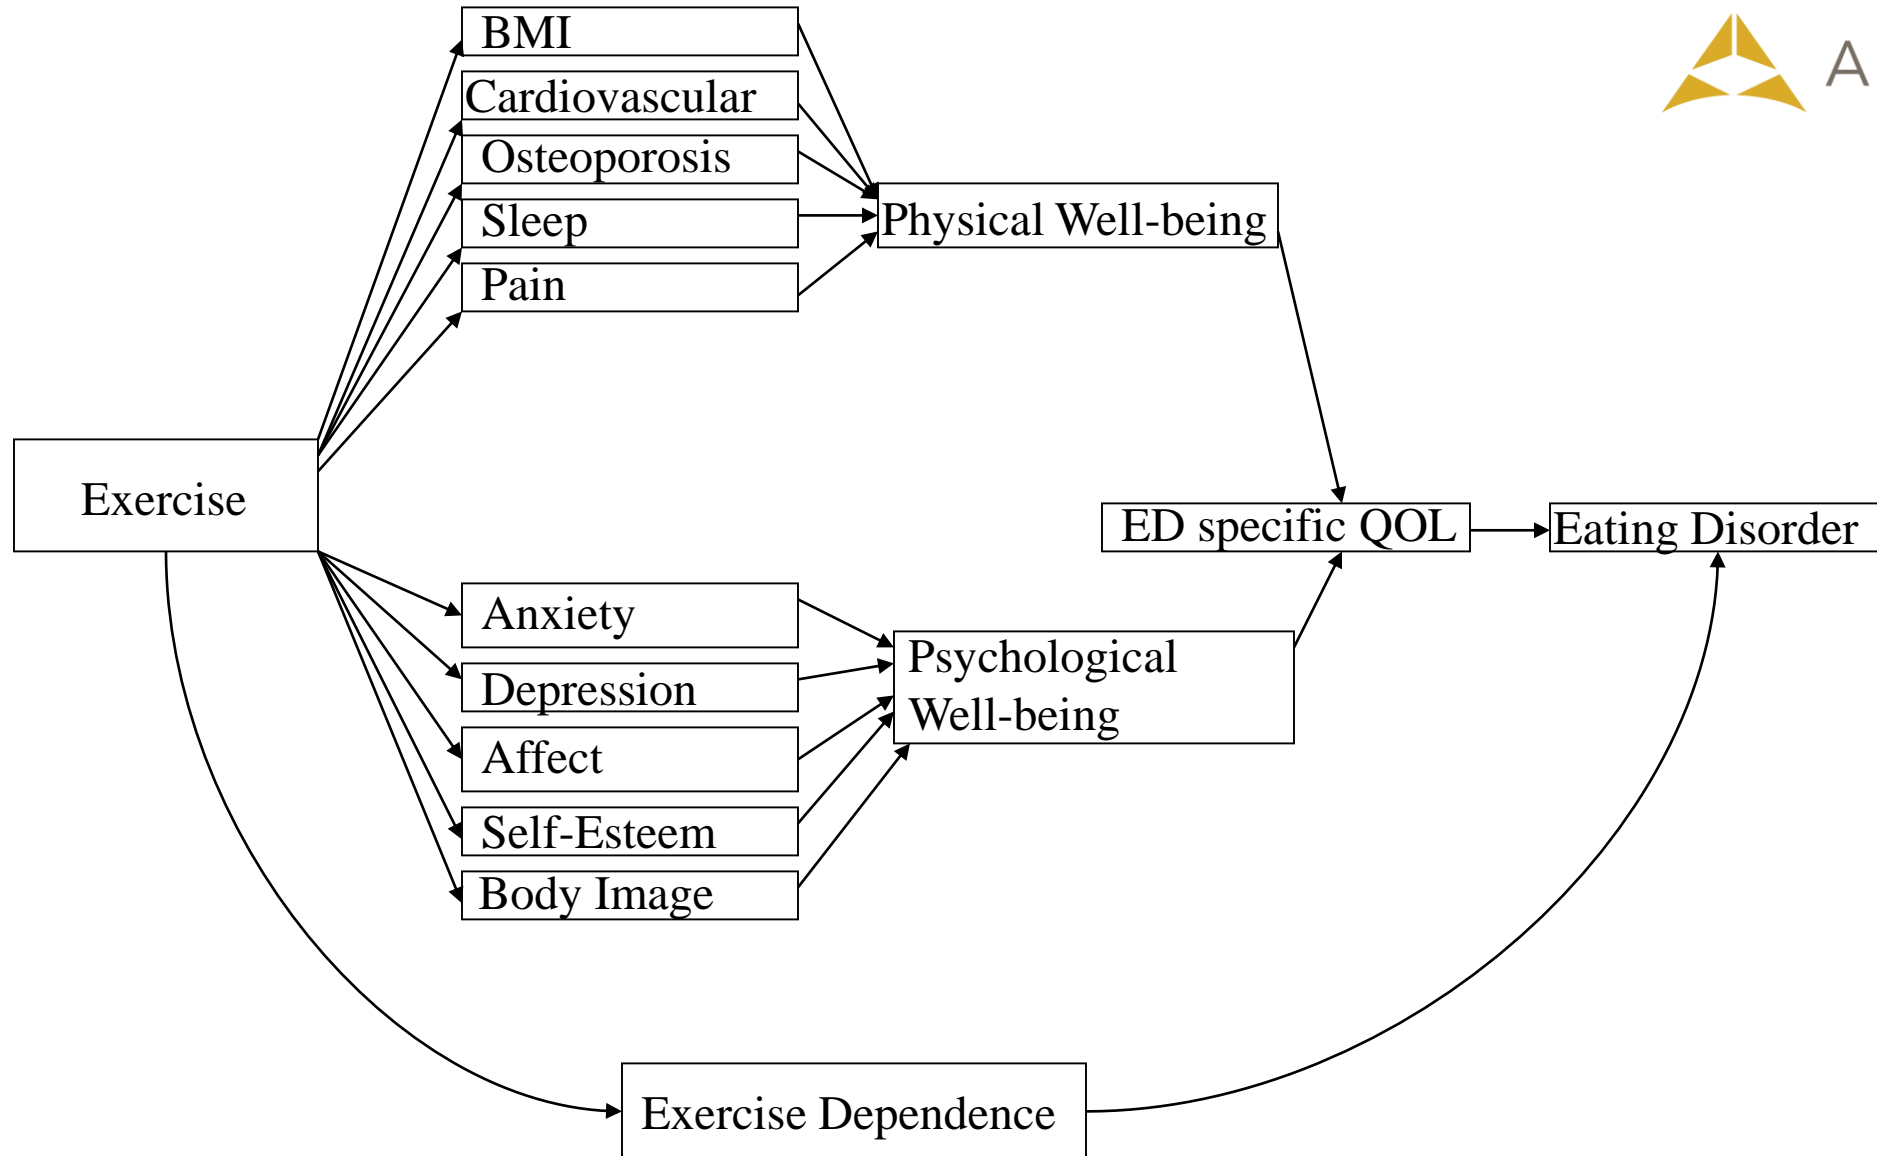 BMI
A
Cardiovascular
Osteoporosis
Sleep
Physical Well-being
Pain
Exercise
ED specific QOL
Eating Disorder
Anxiety
Psychological
Well-being
Depression
Affect
Self-Esteem
Body Image
Exercise Dependence